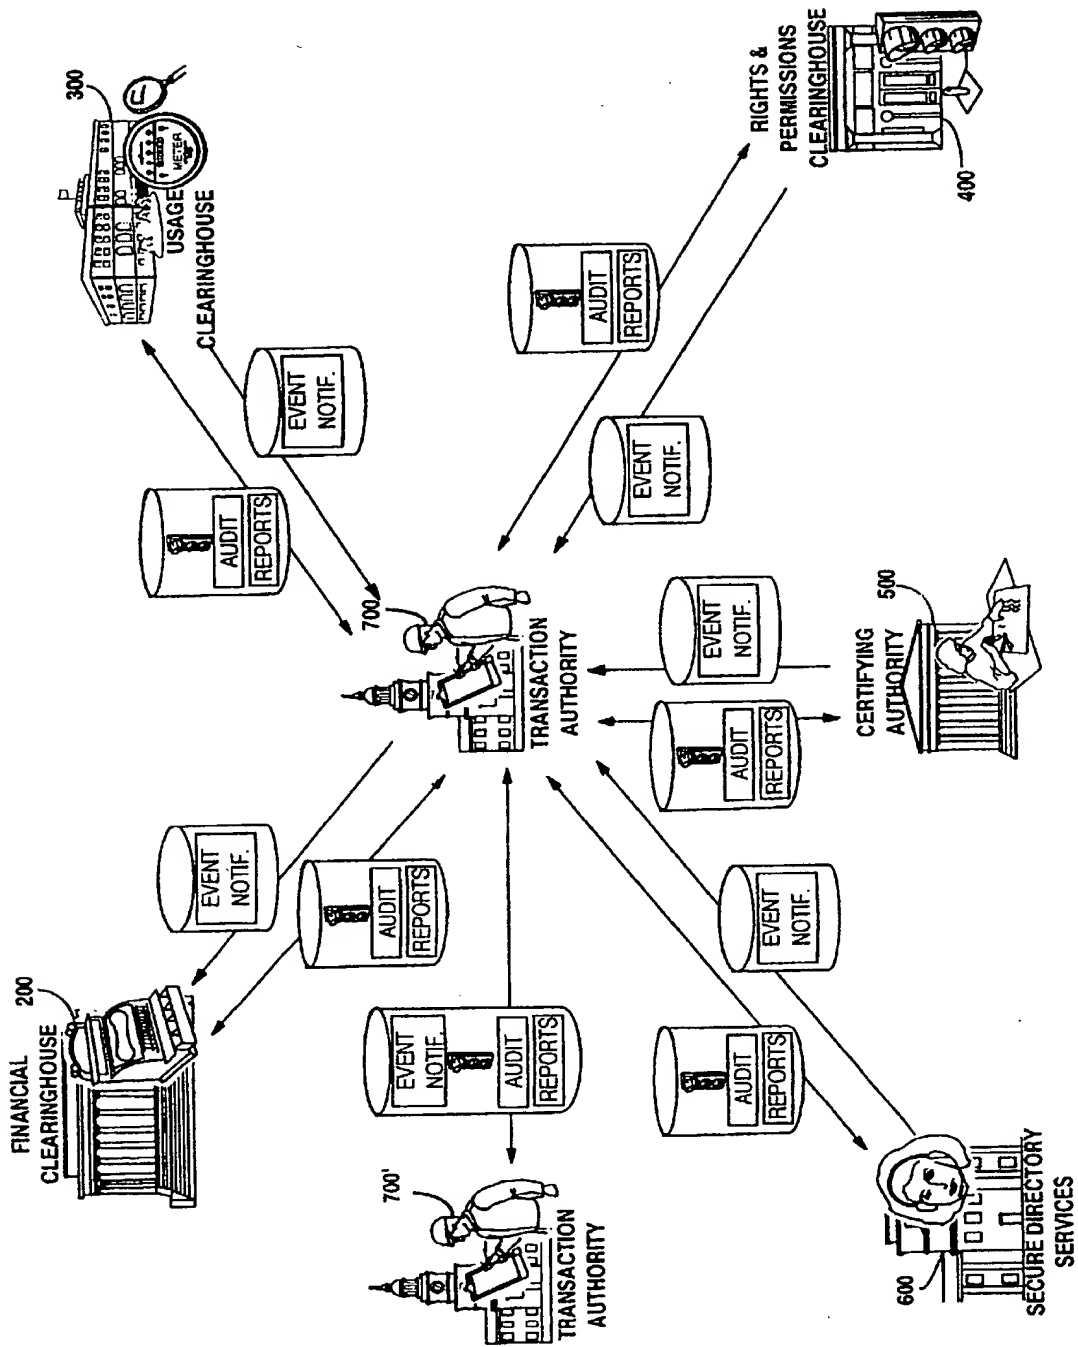 FINANCIAL
CLEARINGHOUSE
200
EVENT
NOTIF.
AUDIT
REPORTS
300
METER
USAGE
CLEARINGHOUSE
AUDIT
REPORTS
EVENT
NOTIF.
700'
TRANSACTION
AUTHORITY
EVENT
NOTIF.
AUDIT
REPORTS
700
TRANSACTION
AUTHORITY
AUDIT
REPORTS
EVENT
NOTIF.
RIGHTS &
PERMISSIONS
CLEARINGHOUSE
400
600
SECURE DIRECTORY
SERVICES
AUDIT
REPORTS
EVENT
NOTIF.
AUDIT
REPORTS
EVENT
NOTIF.
CERTIFYING
AUTHORITY
500